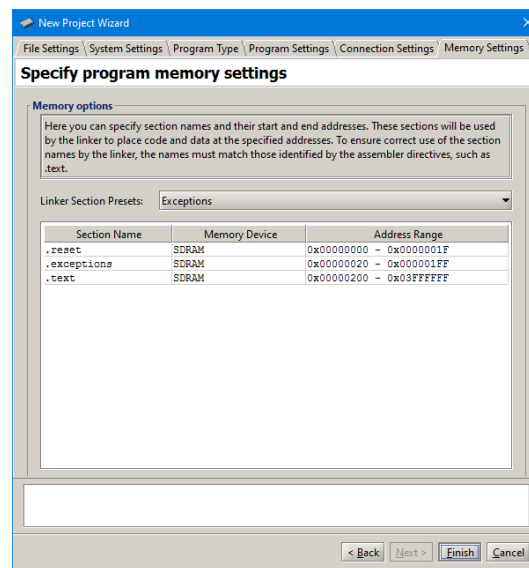 New Project Wizard
File Settings System Settings Program Type Program Settings Connection Settings Memory Settings
Specify program memory settings
Memory options
Here you can specify section names and their start and end addresses. These sections will be used
by the linker to place code and data at the specified addresses. To ensure correct use of the section
names by the linker, the names must match those identified by the assembler directives, such as
.text.
Linker Section Presets: Exceptions
Section Name Memory Device Address Range
.reset SDRAM 0x00000000 - 0x0000001F
.exceptions SDRAM 0x00000020 - 0x000001FF
.text SDRAM 0x00000200 - 0x03FFFFFF
< Back Next > Finish Cancel